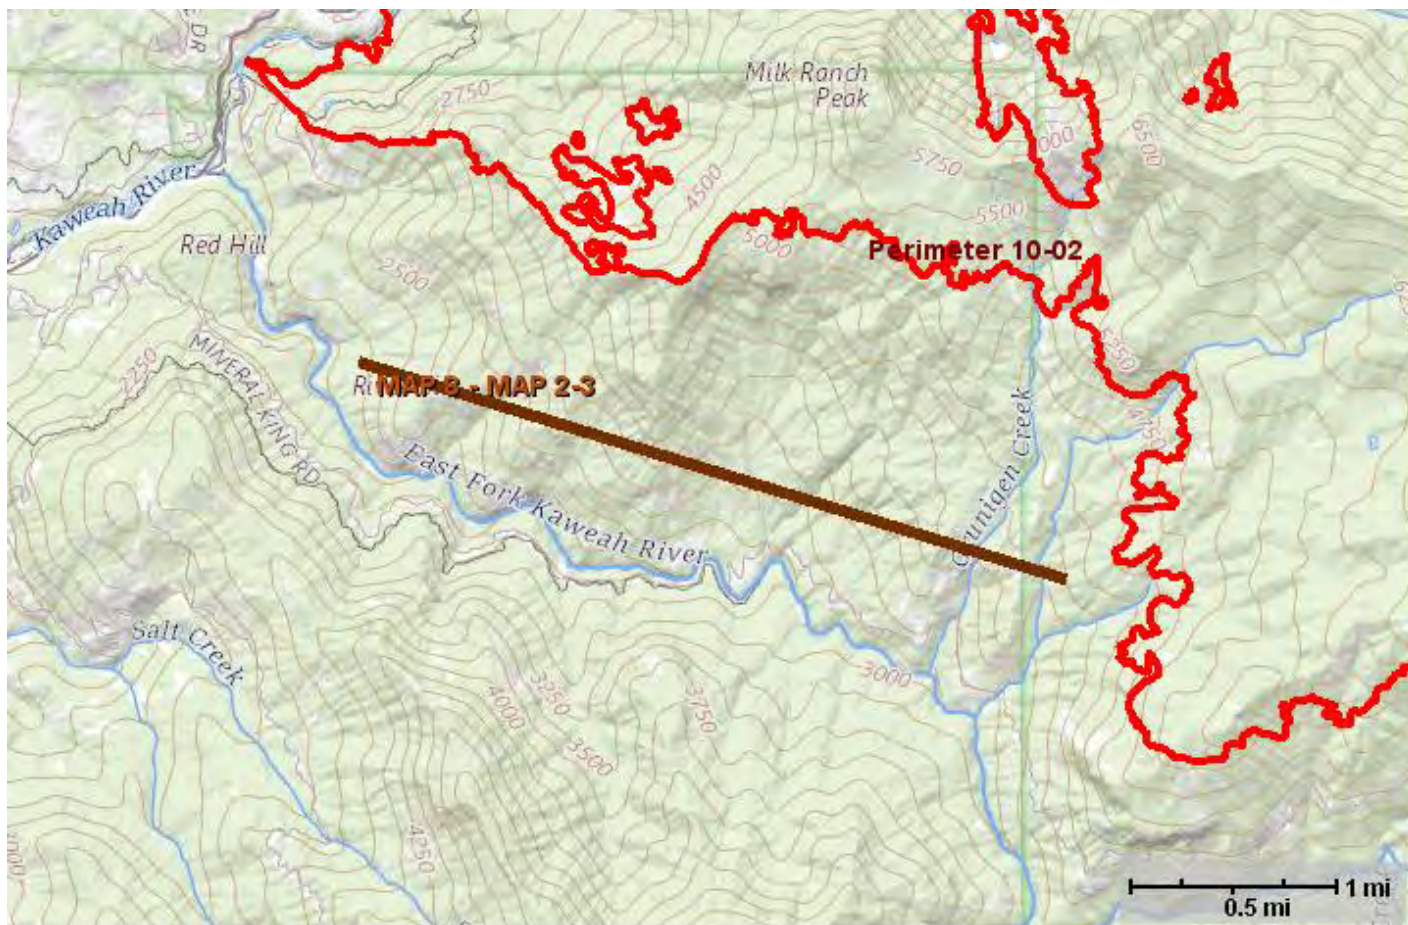 E DR
2750
Milk Ranch
Peak
6500
5750
4500
Kaweah River
5500
Red Hill
5000
Perimeter 10-02
2500
2250
MINERAL KING RD
5250
MAP 8 - MAP 2-3
East Fork Kaweah River
Salt Creek
3000
3250
4000
3750
3500
4250
1 mi
0.5 mi